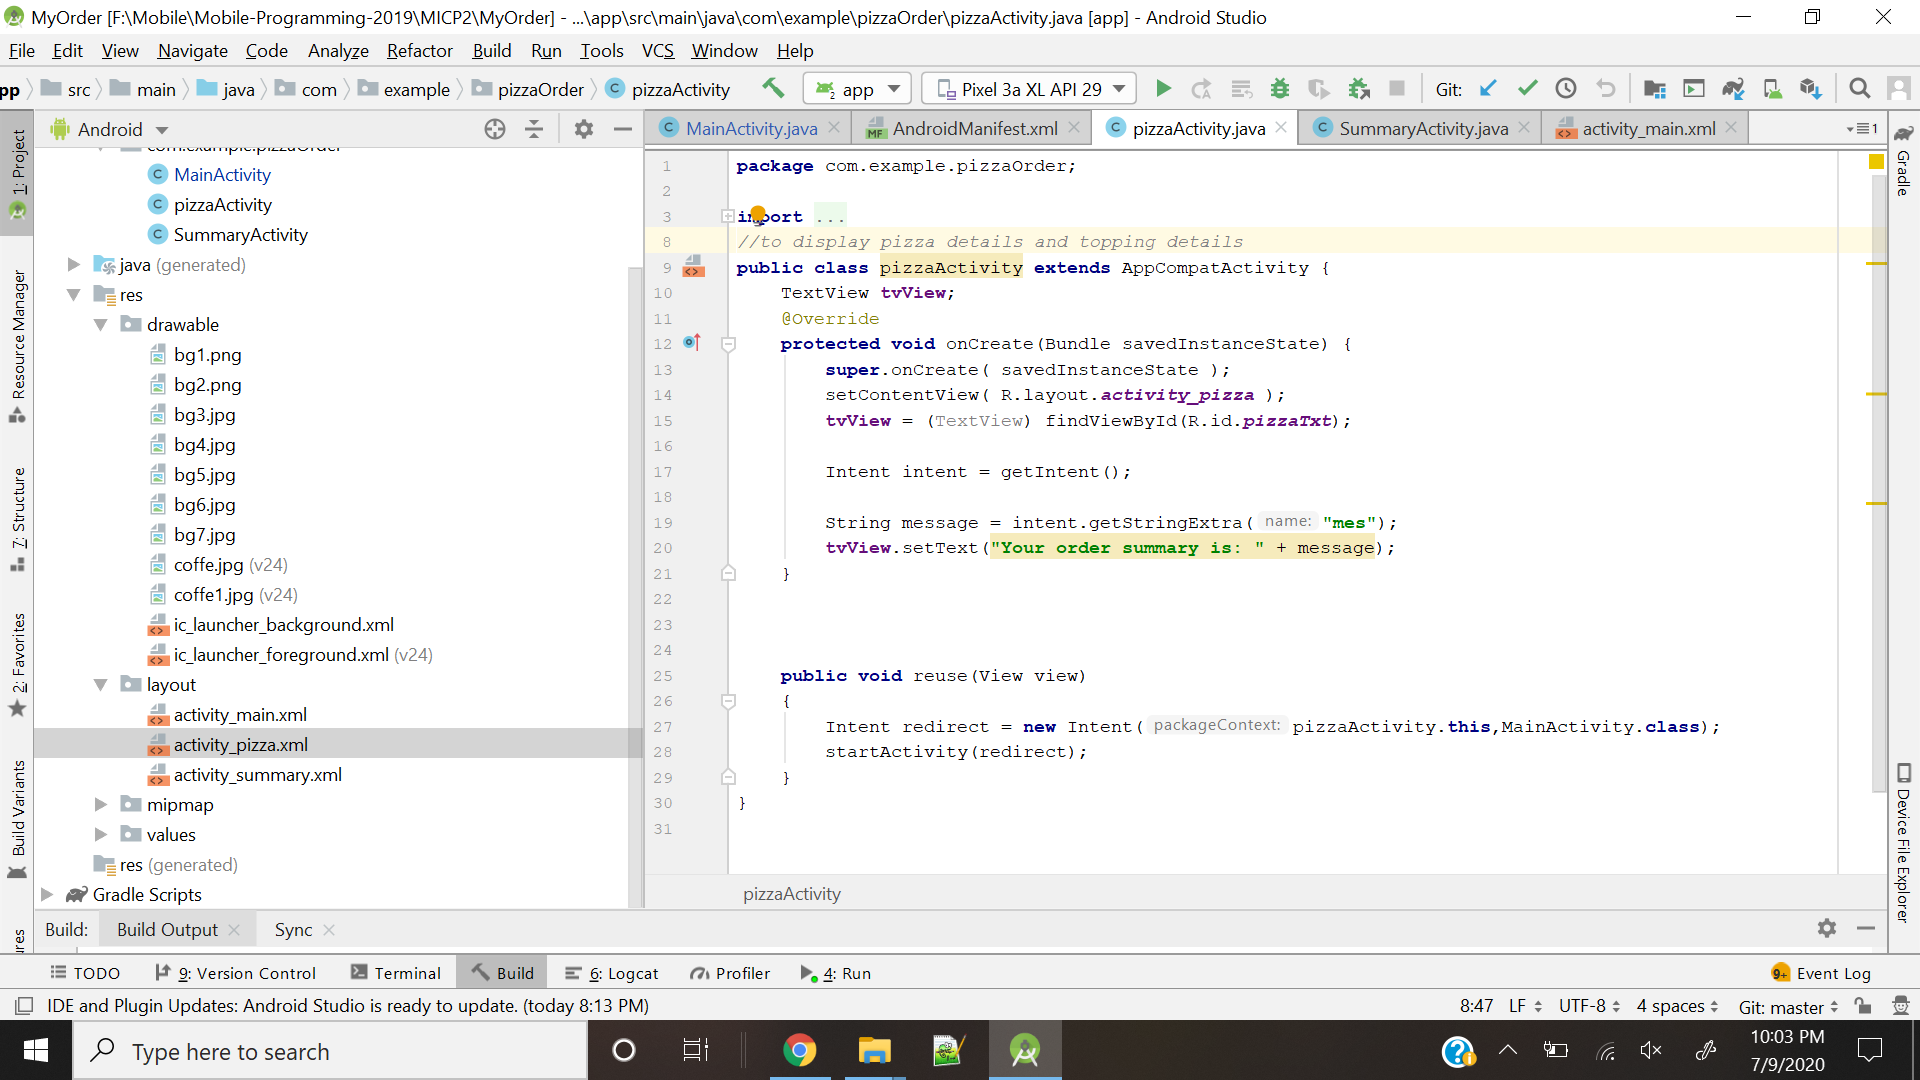 MyOrder [F:\Mobile\Mobile-Programming-2019\MICP2\MyOrder] - ...\app\src\main\java\com\example\pizzaOrder\pizzaActivity.java [app] - Android Studio
File Edit View Navigate Code Analyze Refactor Build Run Tools VCS Window Help
pp src main java com example pizzaOrder pizzaActivity app Pixel 3a XL API 29 Git:
Android
MainActivity.java AndroidManifest.xml pizzaActivity.java SummaryActivity.java activity_main.xml 1
1: Project
Resource Manager
7: Structure
2: Favorites
Build Variants
com.example.pizzaOrder
MainActivity
pizzaActivity
SummaryActivity
java (generated)
res
drawable
bg1.png
bg2.png
bg3.jpg
bg4.jpg
bg5.jpg
bg6.jpg
bg7.jpg
coffe.jpg (v24)
coffe1.jpg (v24)
ic_launcher_background.xml
ic_launcher_foreground.xml (v24)
layout
activity_main.xml
activity_pizza.xml
activity_summary.xml
mipmap
values
res (generated)
Gradle Scripts
1 package com.example.pizzaOrder;
2
3 import ...
8 //to display pizza details and topping details
9 public class pizzaActivity extends AppCompatActivity {
10 TextView tvView;
11 @Override
12 protected void onCreate(Bundle savedInstanceState) {
13 super.onCreate( savedInstanceState );
14 setContentView( R.layout.activity_pizza );
15 tvView = (TextView) findViewById(R.id.pizzaTxt);
16
17 Intent intent = getIntent();
18
19 String message = intent.getStringExtra( name: "mes");
20 tvView.setText("Your order summary is: " + message);
21 }
22
23
24
25 public void reuse(View view)
26 {
27 Intent redirect = new Intent( packageContext: pizzaActivity.this,MainActivity.class);
28 startActivity(redirect);
29 }
30 }
31
pizzaActivity
Gradle
Device File Explorer
Build: Build Output Sync
TODO 9: Version Control Terminal Build 6: Logcat Profiler 4: Run 9+ Event Log
IDE and Plugin Updates: Android Studio is ready to update. (today 8:13 PM) 8:47 LF UTF-8 4 spaces Git: master
Type here to search
10:03 PM
7/9/2020